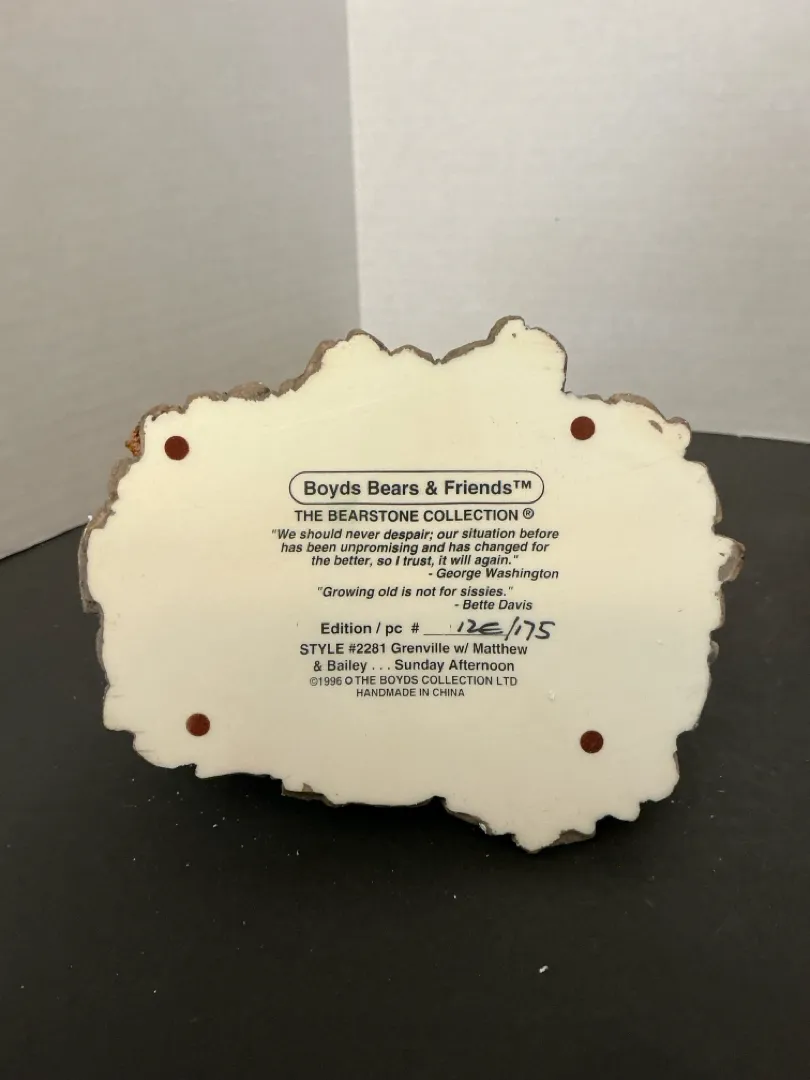 Boyds Bears & Friends™
THE BEARSTONE COLLECTION ®
"We should never despair; our situation before
has been unpromising and has changed for
the better, so I trust, it will again."
- George Washington
"Growing old is not for sissies."
- Bette Davis
Edition / pc # 12E/175
STYLE #2281 Grenville w/ Matthew
& Bailey . . . Sunday Afternoon
©1996 THE BOYDS COLLECTION LTD
HANDMADE IN CHINA